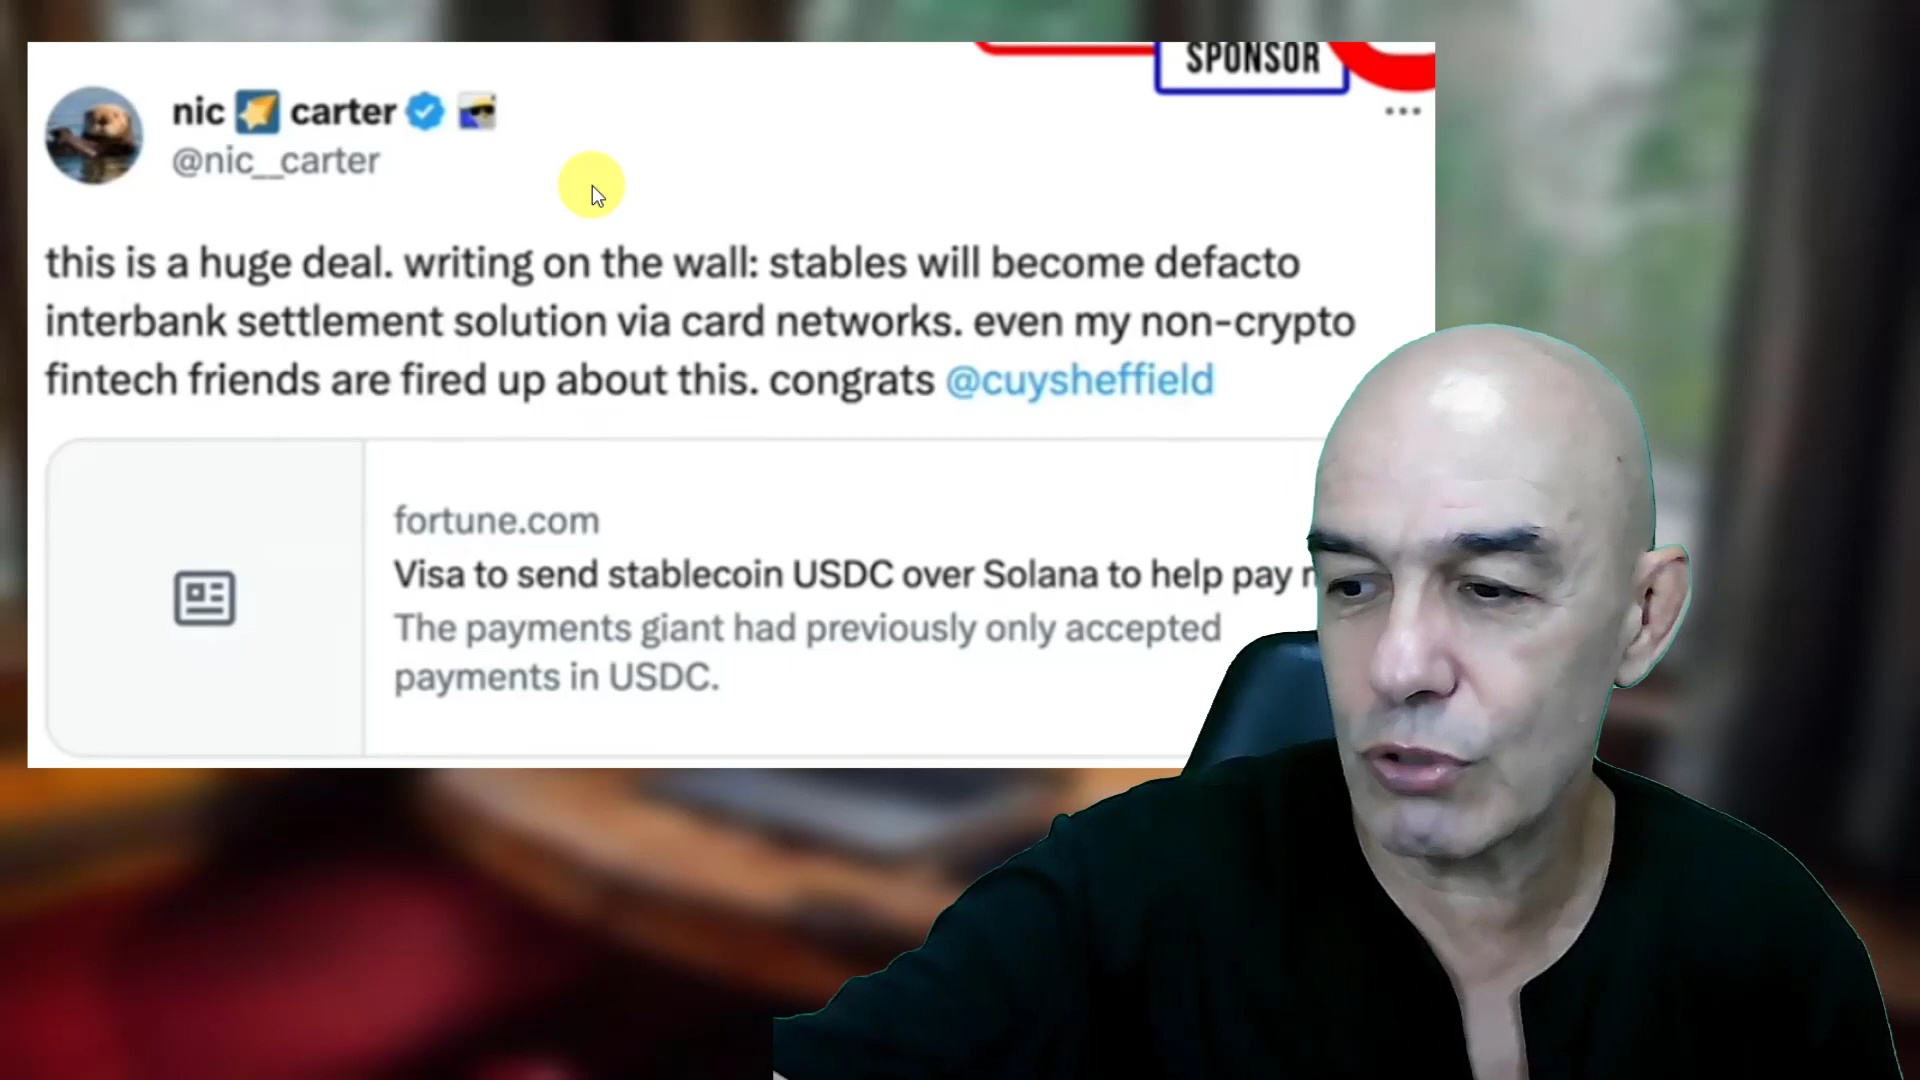 SPONSOR
nic carter
@nic__carter
this is a huge deal. writing on the wall: stables will become defacto
interbank settlement solution via card networks. even my non-crypto
fintech friends are fired up about this. congrats @cuysheffield
fortune.com
Visa to send stablecoin USDC over Solana to help pay
The payments giant had previously only accepted
payments in USDC.